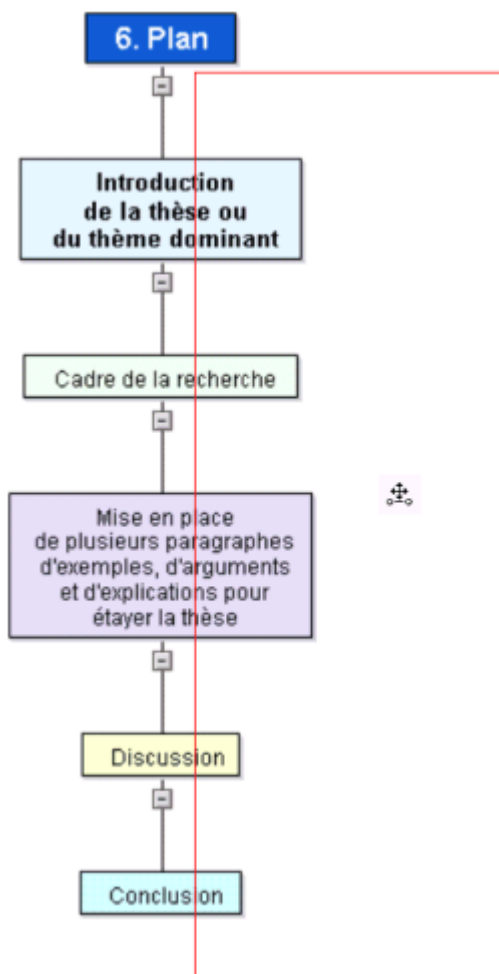 6. Plan
Introduction
de la thèse ou
du thème dominant
Cadre de la recherche
Mise en place
de plusieurs paragraphes
d'exemples, d'arguments
et d'explications pour
étayer la thèse
Discussion
Conclusion